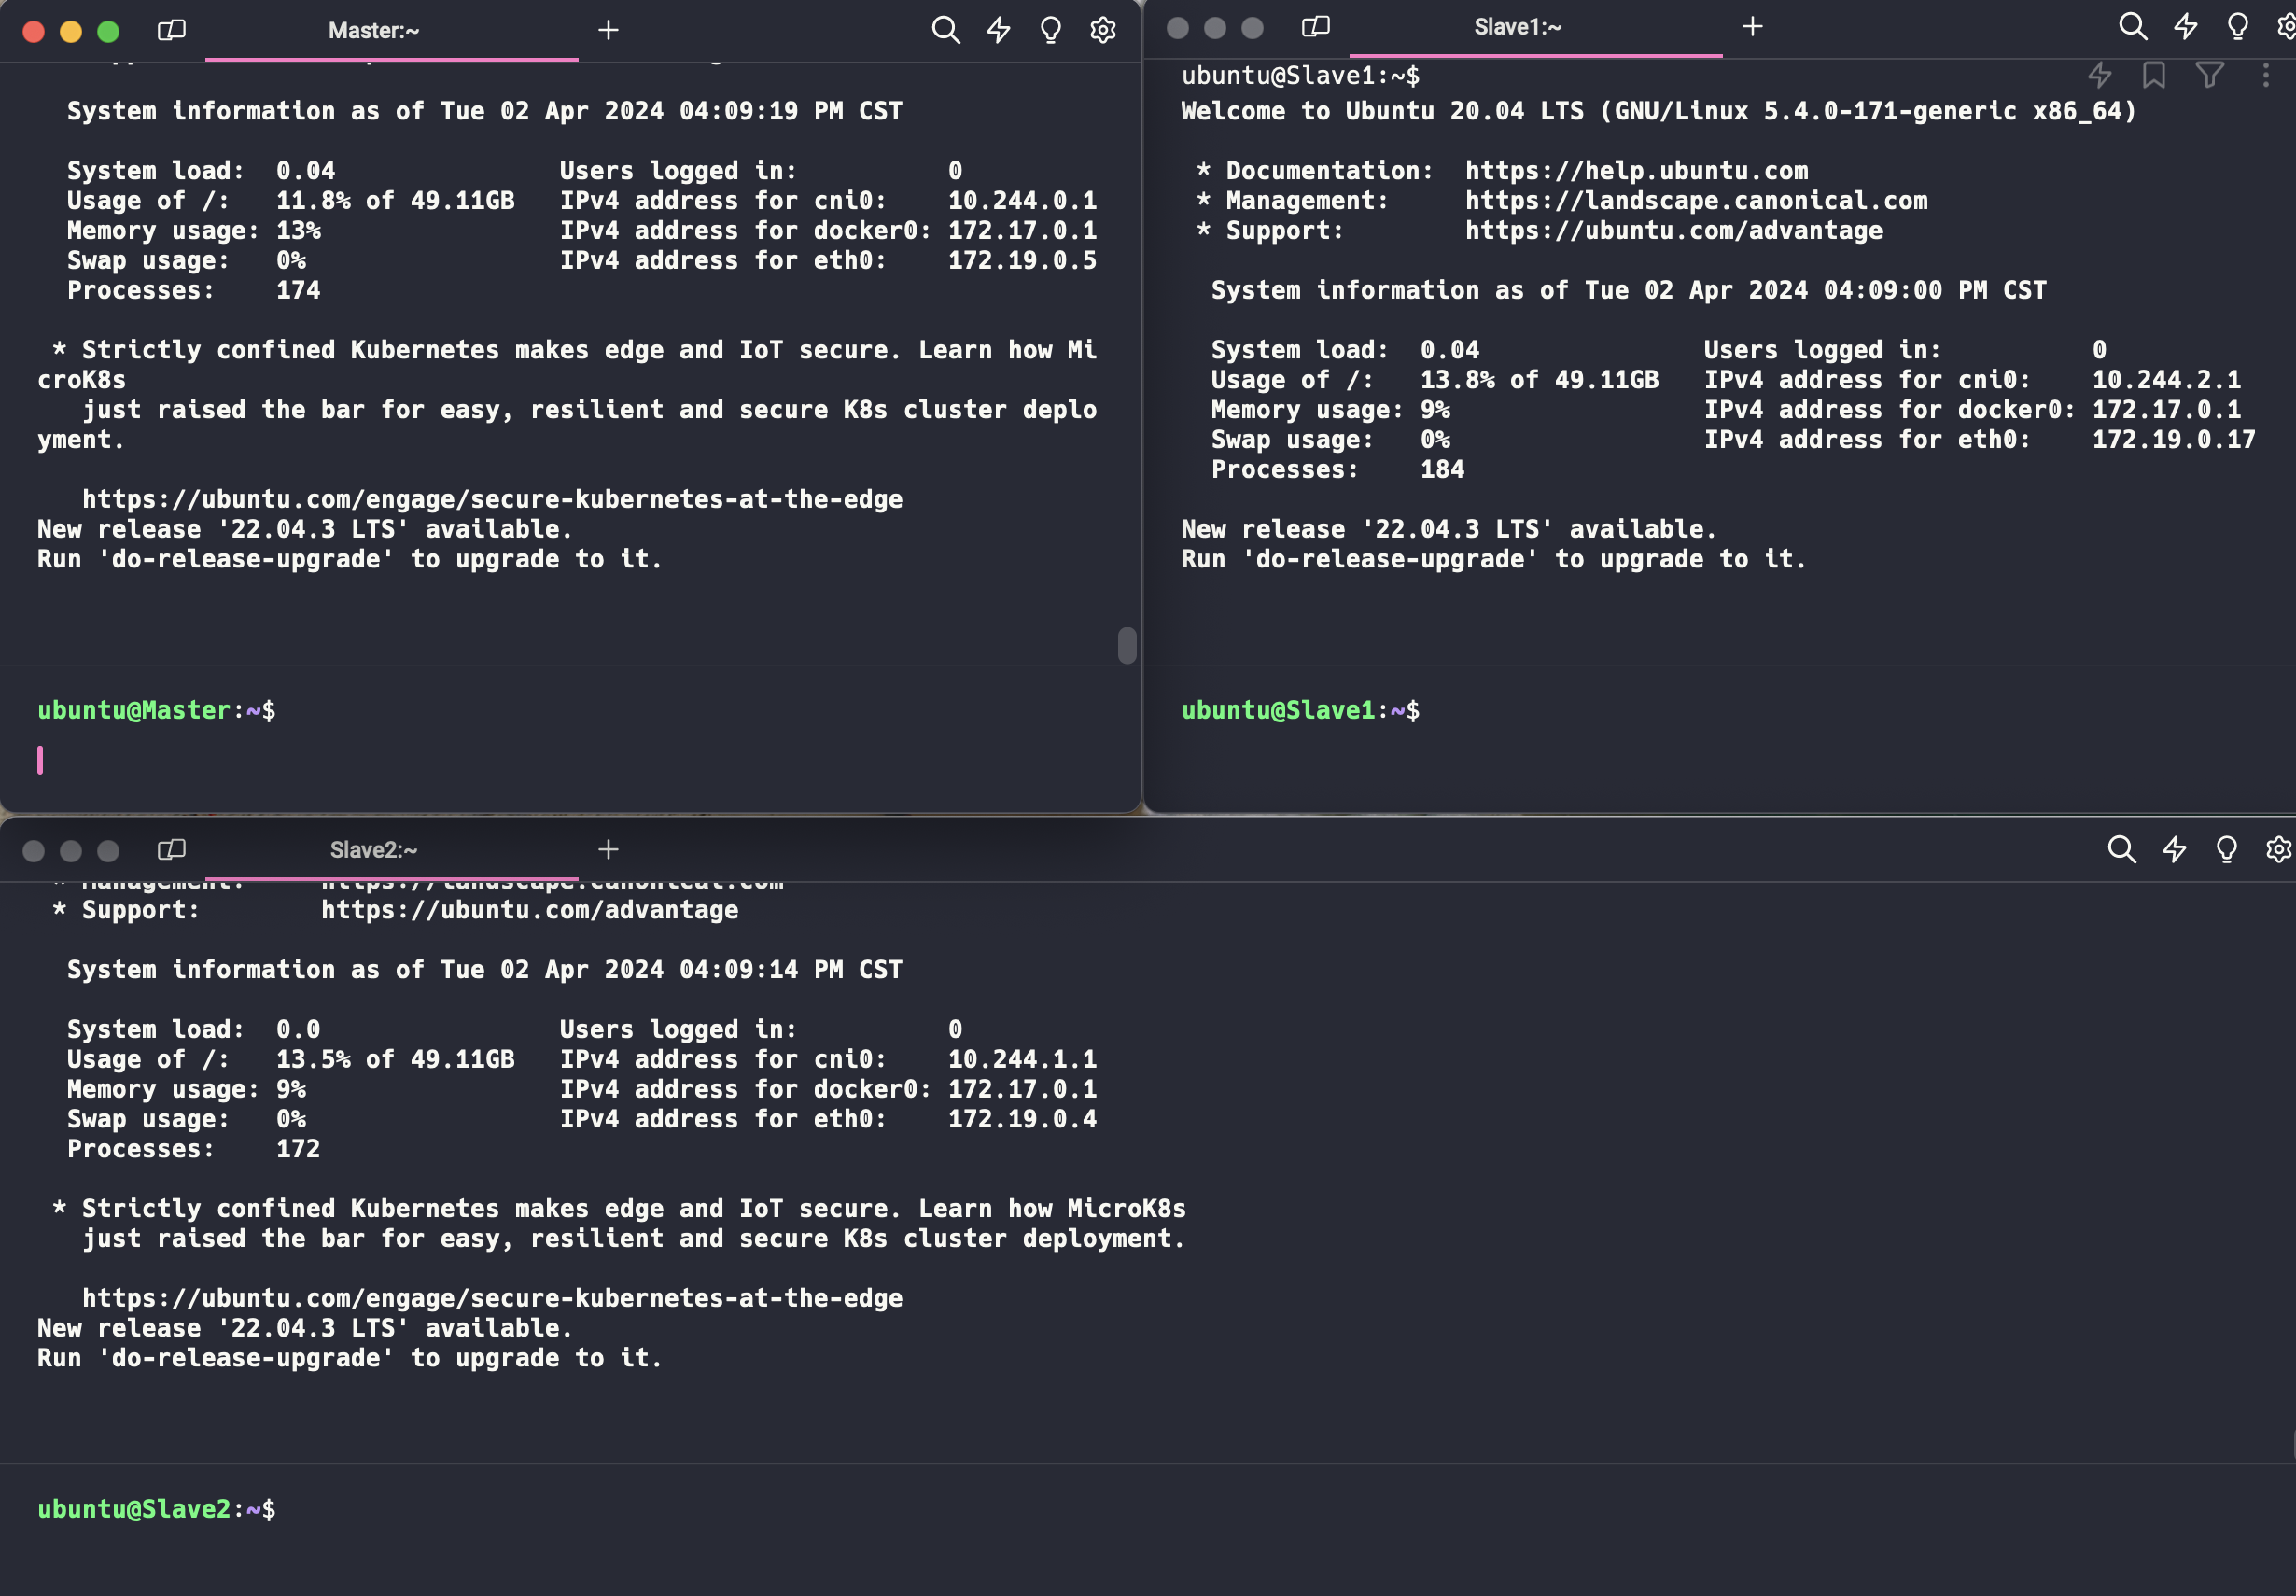 Master:~
System information as of Tue 02 Apr 2024 04:09:19 PM CST
System load:  0.04               Users logged in:          0
Usage of /:   11.8% of 49.11GB   IPv4 address for cni0:    10.244.0.1
Memory usage: 13%                IPv4 address for docker0: 172.17.0.1
Swap usage:   0%                 IPv4 address for eth0:    172.19.0.5
Processes:    174
* Strictly confined Kubernetes makes edge and IoT secure. Learn how Mi
croK8s
just raised the bar for easy, resilient and secure K8s cluster deplo
yment.
https://ubuntu.com/engage/secure-kubernetes-at-the-edge
New release '22.04.3 LTS' available.
Run 'do-release-upgrade' to upgrade to it.
ubuntu@Master:~$
Slave1:~
ubuntu@Slave1:~$
Welcome to Ubuntu 20.04 LTS (GNU/Linux 5.4.0-171-generic x86_64)
* Documentation:  https://help.ubuntu.com
* Management:     https://landscape.canonical.com
* Support:        https://ubuntu.com/advantage
System information as of Tue 02 Apr 2024 04:09:00 PM CST
System load:  0.04               Users logged in:          0
Usage of /:   13.8% of 49.11GB   IPv4 address for cni0:    10.244.2.1
Memory usage: 9%                 IPv4 address for docker0: 172.17.0.1
Swap usage:   0%                 IPv4 address for eth0:    172.19.0.17
Processes:    184
New release '22.04.3 LTS' available.
Run 'do-release-upgrade' to upgrade to it.
ubuntu@Slave1:~$
Slave2:~
* Management:     https://landscape.canonical.com
* Support:        https://ubuntu.com/advantage
System information as of Tue 02 Apr 2024 04:09:14 PM CST
System load:  0.0                Users logged in:          0
Usage of /:   13.5% of 49.11GB   IPv4 address for cni0:    10.244.1.1
Memory usage: 9%                 IPv4 address for docker0: 172.17.0.1
Swap usage:   0%                 IPv4 address for eth0:    172.19.0.4
Processes:    172
* Strictly confined Kubernetes makes edge and IoT secure. Learn how MicroK8s
just raised the bar for easy, resilient and secure K8s cluster deployment.
https://ubuntu.com/engage/secure-kubernetes-at-the-edge
New release '22.04.3 LTS' available.
Run 'do-release-upgrade' to upgrade to it.
ubuntu@Slave2:~$